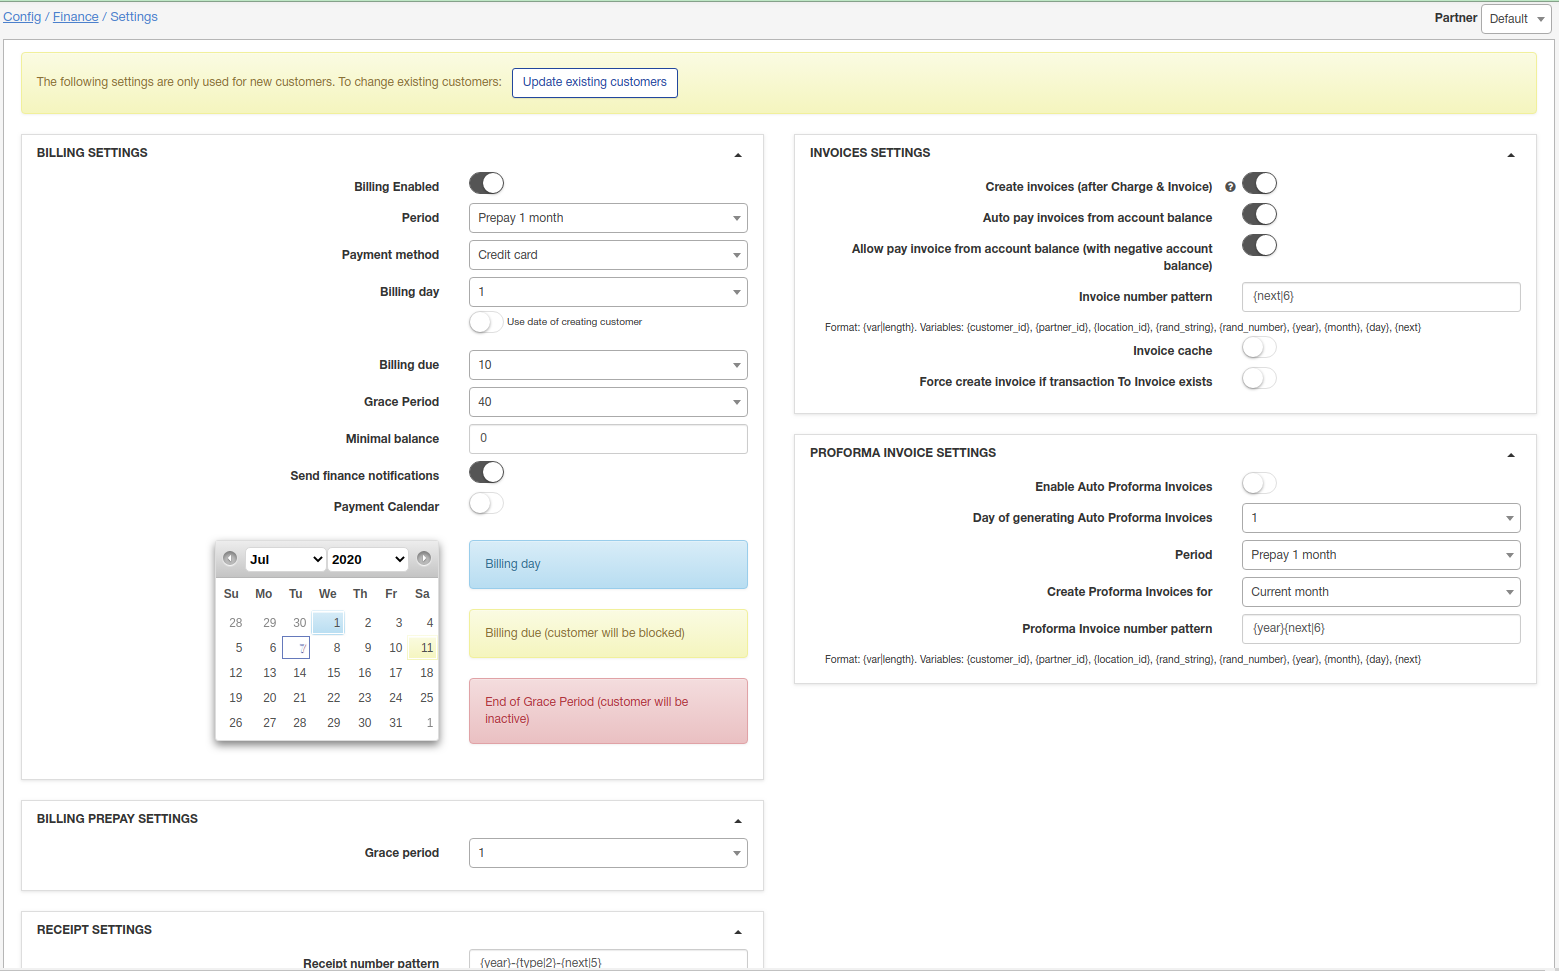 Config / Finance / Settings
Partner Default
The following settings are only used for new customers. To change existing customers: Update existing customers
BILLING SETTINGS
Billing Enabled
Period Prepay 1 month
Payment method Credit card
Billing day 1
Use date of creating customer
Billing due 10
Grace Period 40
Minimal balance 0
Send finance notifications
Payment Calendar
Jul 2020
Su Mo Tu We Th Fr Sa
28 29 30 1 2 3 4
5 6 7 8 9 10 11
12 13 14 15 16 17 18
19 20 21 22 23 24 25
26 27 28 29 30 31 1
Billing day
Billing due (customer will be blocked)
End of Grace Period (customer will be
inactive)
BILLING PREPAY SETTINGS
Grace period 1
RECEIPT SETTINGS
Receipt number pattern {year}-{type|2}-{next|5}
INVOICES SETTINGS
Create invoices (after Charge & Invoice) ?
Auto pay invoices from account balance
Allow pay invoice from account balance (with negative account
balance)
Invoice number pattern {next|6}
Format: {var|length}. Variables: {customer_id}, {partner_id}, {location_id}, {rand_string}, {rand_number}, {year}, {month}, {day}, {next}
Invoice cache
Force create invoice if transaction To Invoice exists
PROFORMA INVOICE SETTINGS
Enable Auto Proforma Invoices
Day of generating Auto Proforma Invoices 1
Period Prepay 1 month
Create Proforma Invoices for Current month
Proforma Invoice number pattern {year}{next|6}
Format: {var|length}. Variables: {customer_id}, {partner_id}, {location_id}, {rand_string}, {rand_number}, {year}, {month}, {day}, {next}